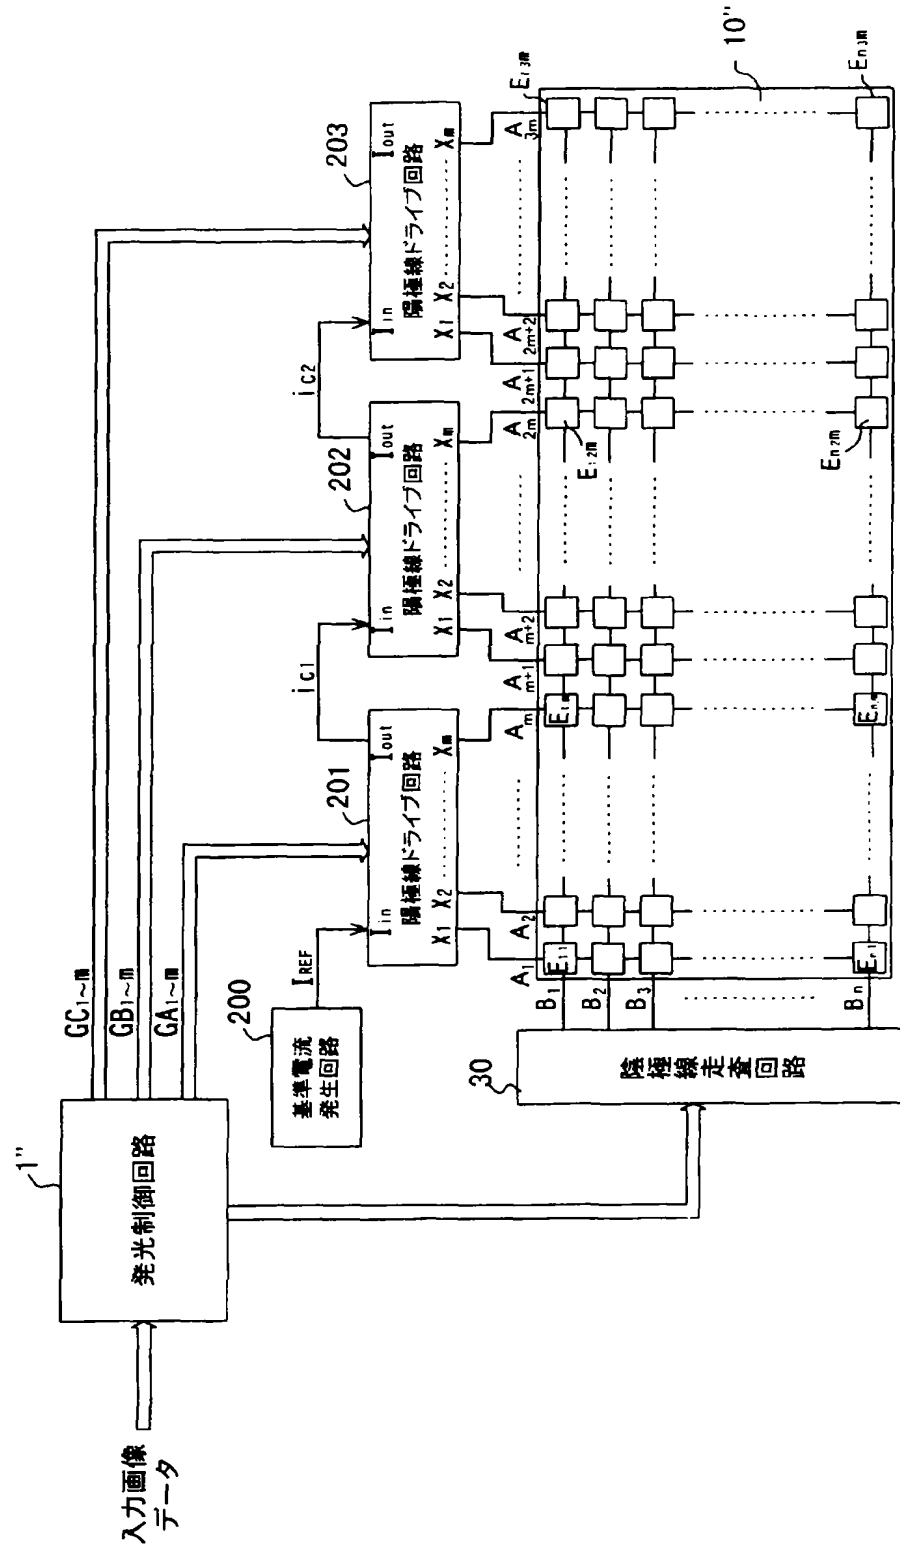 入力画像
データ
1"
発光制御回路
GC1~m
GB1~m
GA1~m
200
基準電流
発生回路
IREF
201
Iin
陽極線ドライブ回路
Iout
X1 X2 ········ Xm
iC1
202
Iin
陽極線ドライブ回路
Iout
X1 X2 ········ Xm
iC2
203
Iin
陽極線ドライブ回路
Iout
X1 X2 ········ Xm
30
陰極線走査回路
A1 A2 ········ Am Am+1 Am+2 ········ A2m A2m+1 A2m+2 ········ A3m
B1
B2
B3
Bn
E11
E1m
E12m
E13m
En1
Enm
En2m
En3m
10"